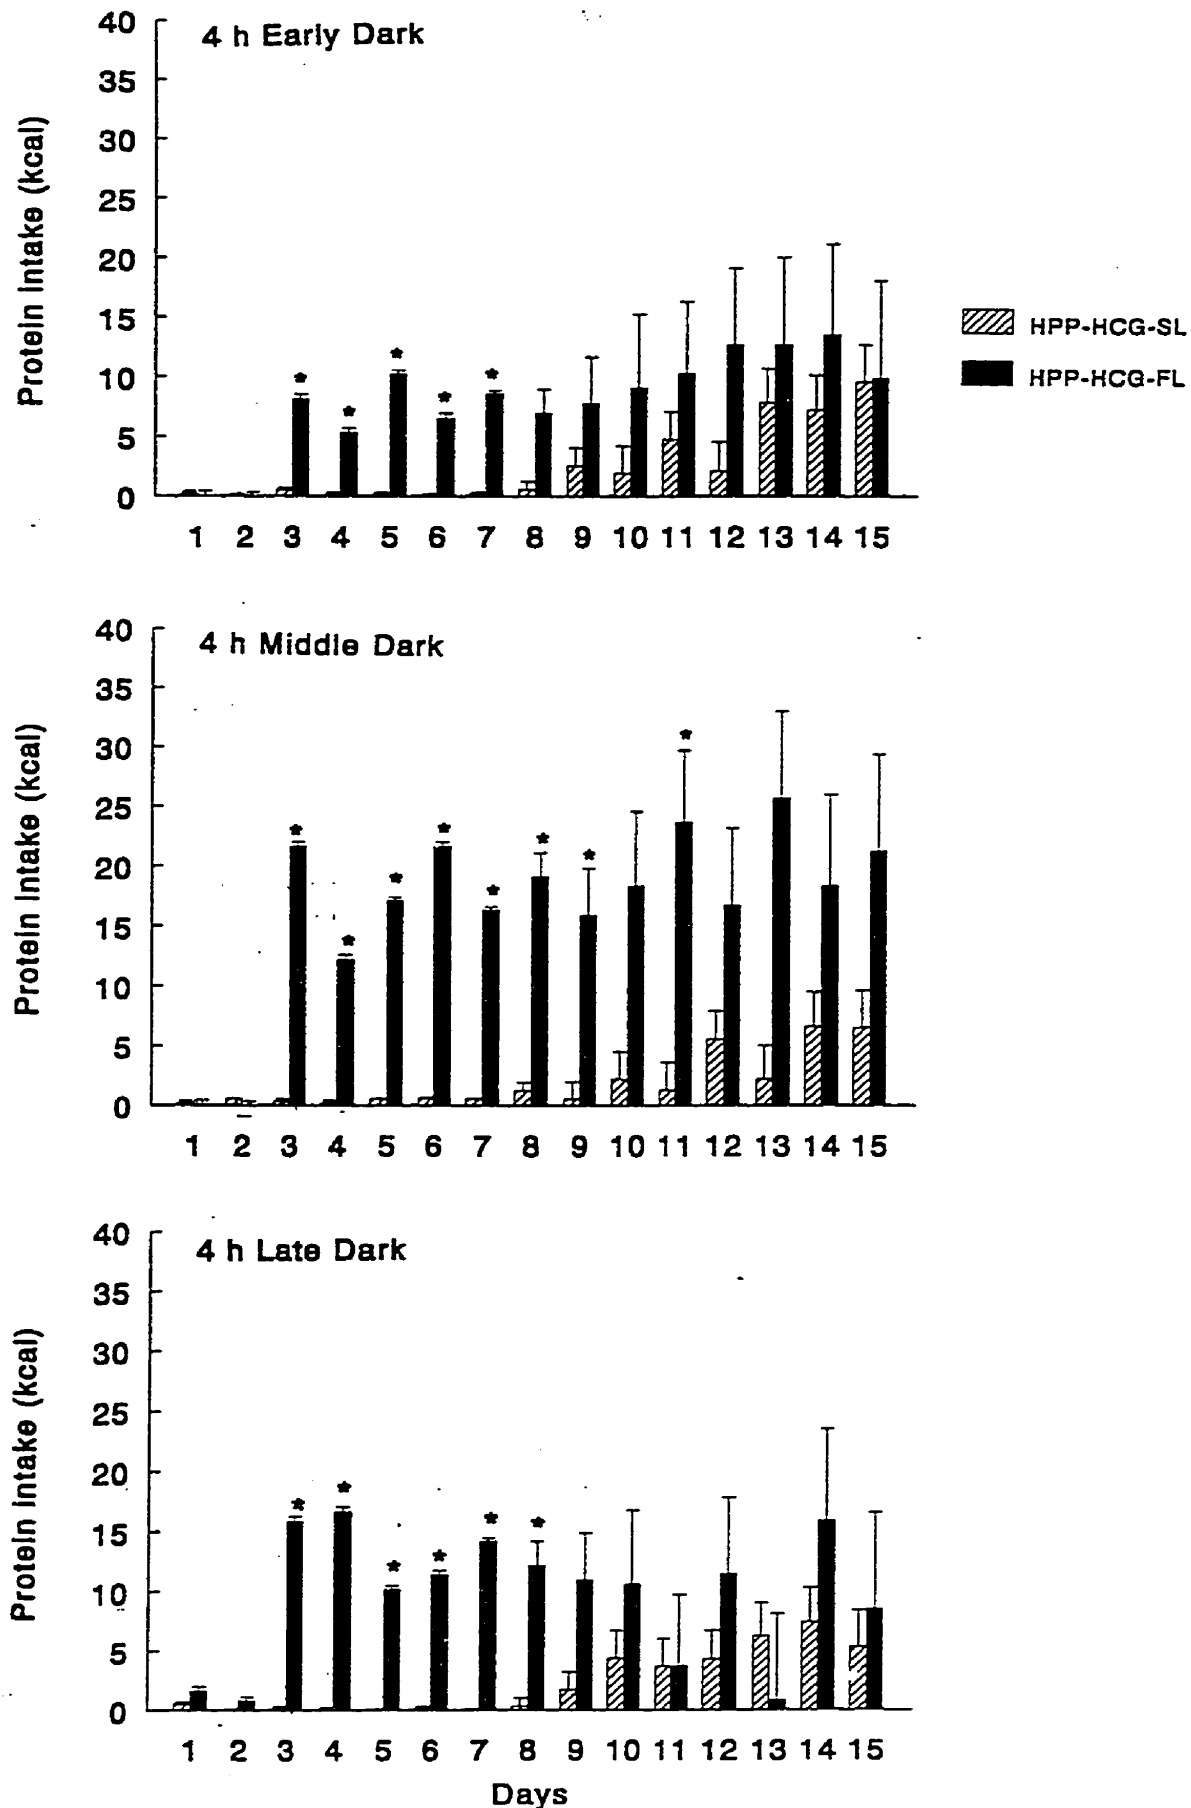 4 h Early Dark
Protein Intake (kcal)
40
35
30
25
20
15
10
5
0
* * * * *
1 2 3 4 5 6 7 8 9 10 11 12 13 14 15
HPP-HCG-SL
HPP-HCG-FL
4 h Middle Dark
Protein Intake (kcal)
40
35
30
25
20
15
10
5
0
* * * * * * * *
1 2 3 4 5 6 7 8 9 10 11 12 13 14 15
4 h Late Dark
Protein Intake (kcal)
40
35
30
25
20
15
10
5
0
* * * * * *
1 2 3 4 5 6 7 8 9 10 11 12 13 14 15
Days